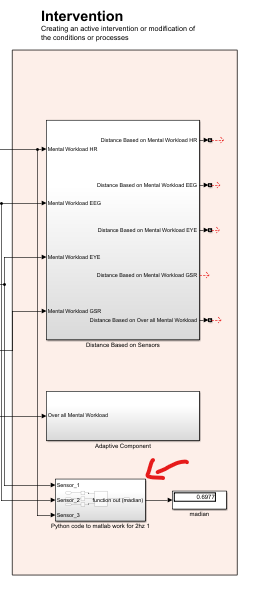 Intervention
Creating an active intervention or modification of
the conditions or processes
Distance Based on Mental Workload HR
Mental Workload HR
Distance Based on Mental Workload EEG
Mental Workload EEG
Distance Based on Mental Workload EYE
Mental Workload EYE
Distance Based on Mental Workload GSR
Mental Workload GSR
Distance Based on Over all Mental Workload
Distance Based on Sensors
Over all Mental Workload
Adaptive Component
Sensor_1
Sensor_2
function out (madian)
Sensor_3
0.6977
madian
Python code to matlab work for 2hz 1